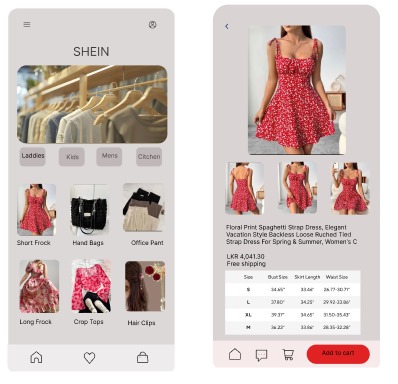 SHEIN
Laddies
Kids
Mens
Citchen
Short Frock
Hand Bags
Office Pant
Long Frock
Crop Tops
Hair Clips
Floral Print Spaghetti Strap Dress, Elegant
Vacation Style Backless Loose Ruched Tiled
Strap Dress For Spring & Summer, Women's C
LKR 4,041.30
Free shipping
Size Bust Size Skirt Length Waist Size
S 34.65" 33.46" 26.77-30.71"
L 37.80" 34.25" 29.92-33.86"
XL 39.37" 34.65" 31.50-35.43"
M 36.22" 33.86" 28.35-32.28"
Add to cart